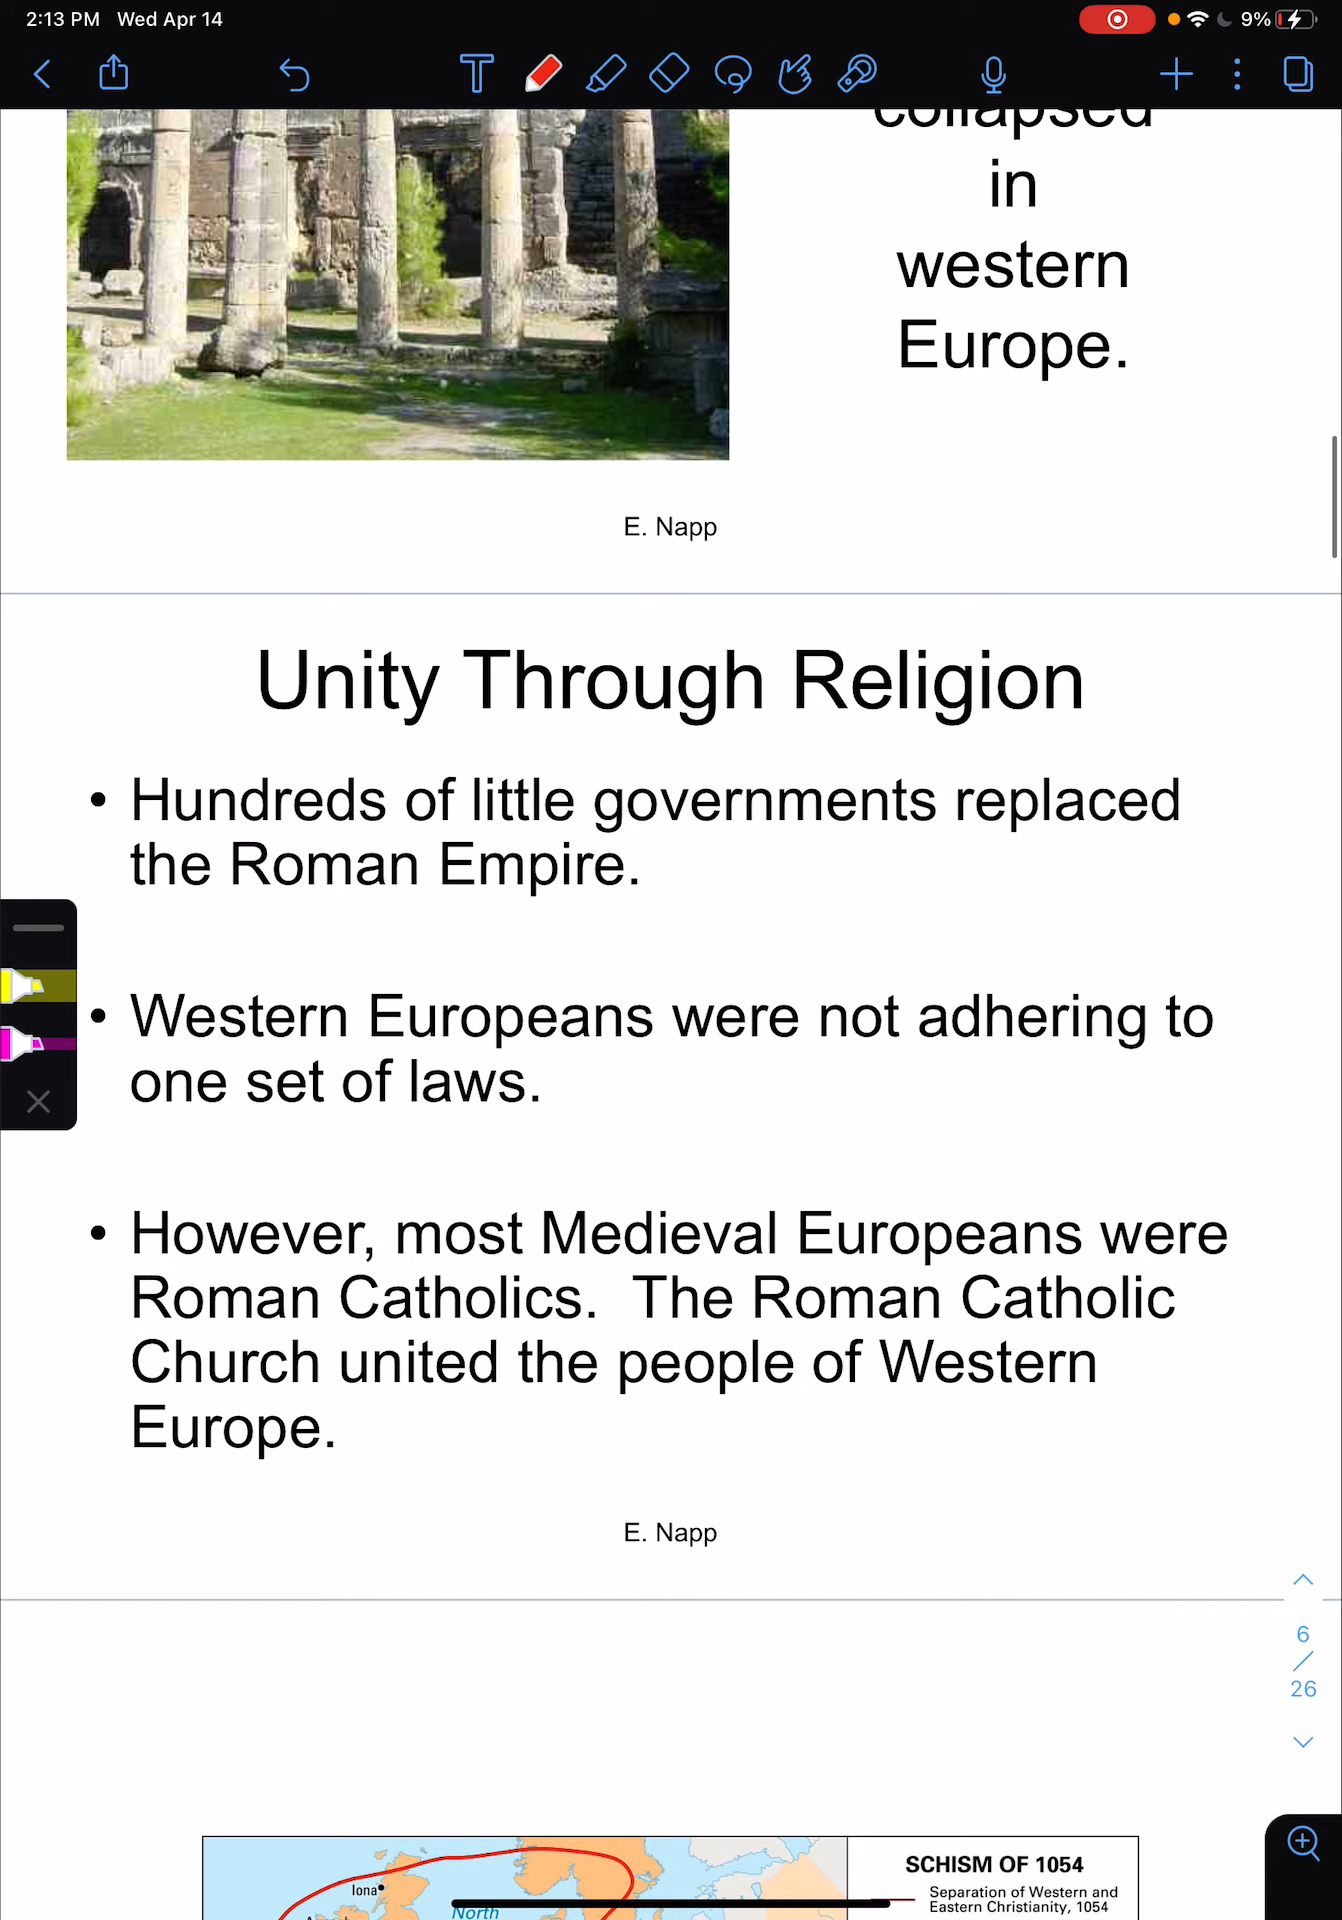 2:13 PM Wed Apr 14
9%
collapsed
in
western
Europe.
E. Napp
Unity Through Religion
• Hundreds of little governments replaced
the Roman Empire.
• Western Europeans were not adhering to
one set of laws.
• However, most Medieval Europeans were
Roman Catholics. The Roman Catholic
Church united the people of Western
Europe.
E. Napp
6
/
26
SCHISM OF 1054
Iona
Separation of Western and
Eastern Christianity, 1054
North